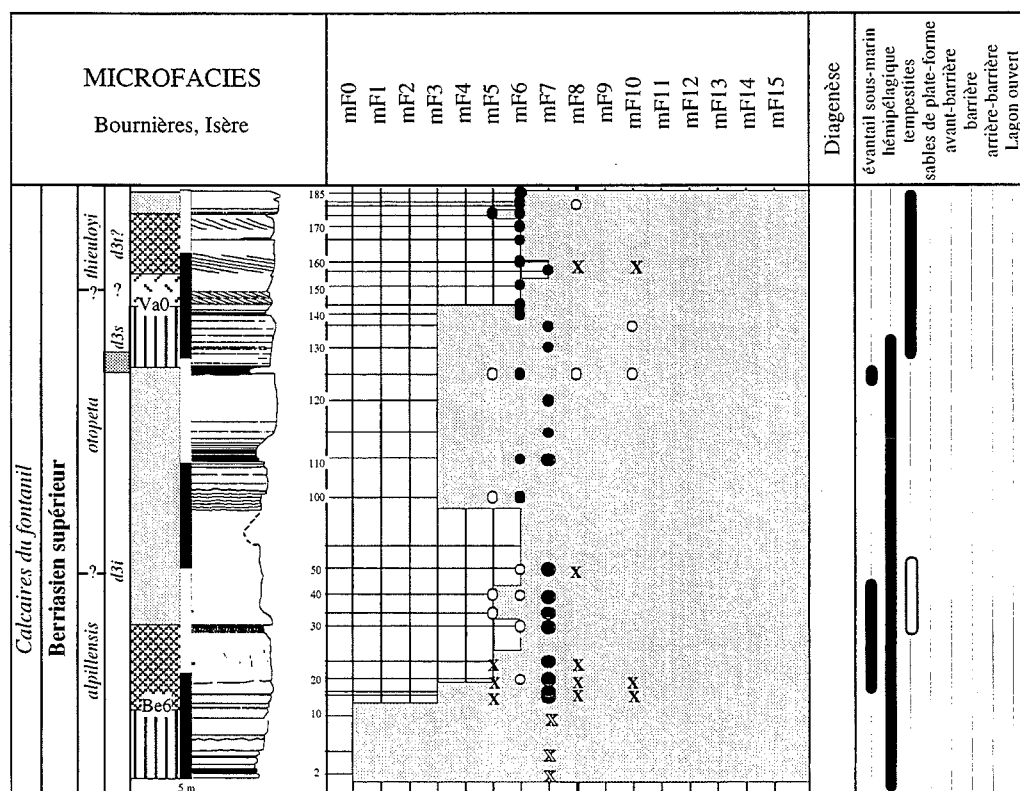 MICROFACIES
Bournières, Isère
mF0
mF1
mF2
mF3
mF4
mF5
mF6
mF7
mF8
mF9
mF10
mF11
mF12
mF13
mF14
mF15
Diagenèse
évantail sous-marin
hémipélagique
tempestites
sables de plate-forme
avant-barrière
barrière
arrière-barrière
Lagon ouvert
Calcaires du fontanil
Berriasien supérieur
thieuloyi
?
otopeta
?
alpillensis
d3t?
?
d3s
d3i
Va0
Be6
5 m
185
170
160
150
140
130
120
110
100
50
40
30
20
10
2
X X
X
X X
X X X
X X X
X
X
X